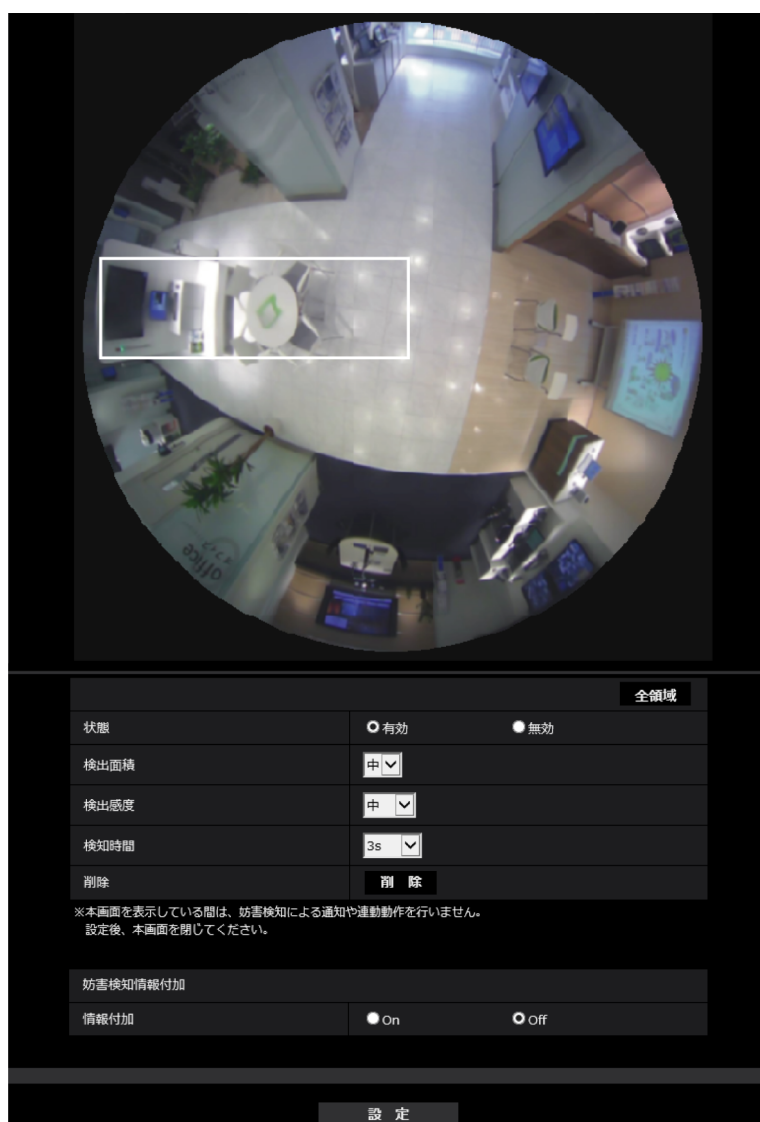 office
全領域
状態 有効 無効
検出面積 中
検出感度 中
検知時間 3s
削除 削 除
※本画面を表示している間は、妨害検知による通知や連動動作を行いません。
設定後、本画面を閉じてください。
妨害検知情報付加
情報付加 On Off
設 定